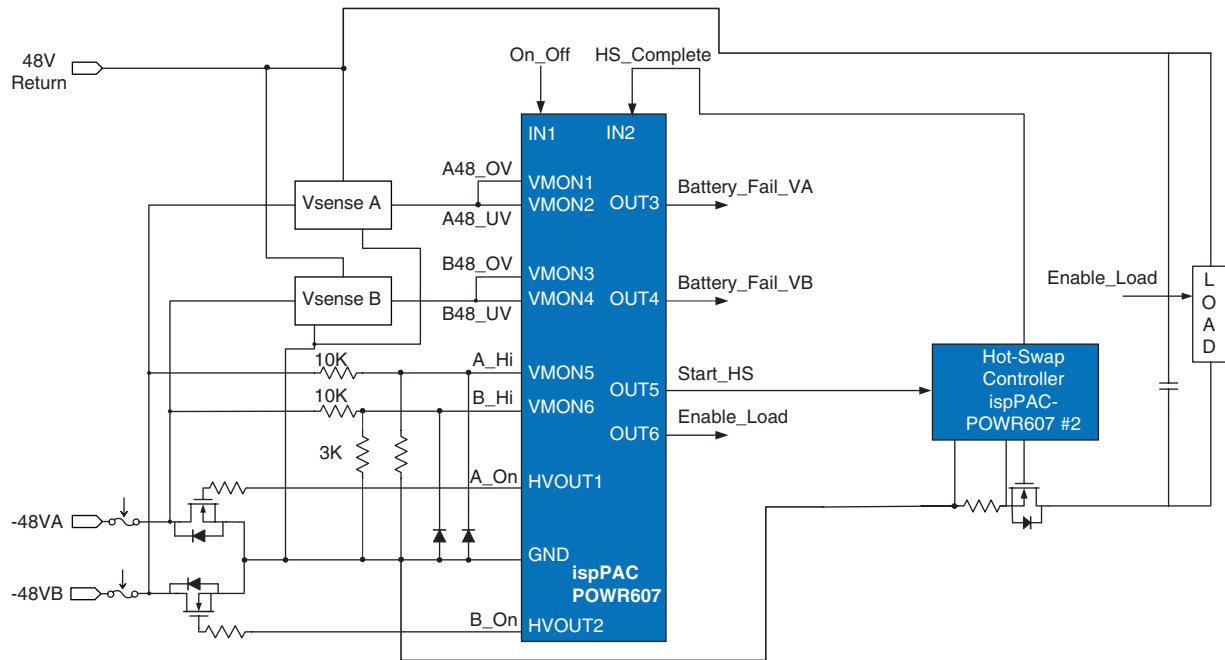 48V
Return
On_Off
HS_Complete
IN1
IN2
A48_OV
VMON1
Vsense A
VMON2
A48_UV
OUT3
Battery_Fail_VA
B48_OV
VMON3
Vsense B
VMON4
B48_UV
OUT4
Battery_Fail_VB
Enable_Load
L
O
A
D
10K
A_Hi
VMON5
10K
B_Hi
VMON6
OUT5
Start_HS
OUT6
Enable_Load
Hot-Swap
Controller
ispPAC-
POWR607 #2
3K
A_On
HVOUT1
-48VA
GND
ispPAC
POWR607
-48VB
B_On
HVOUT2